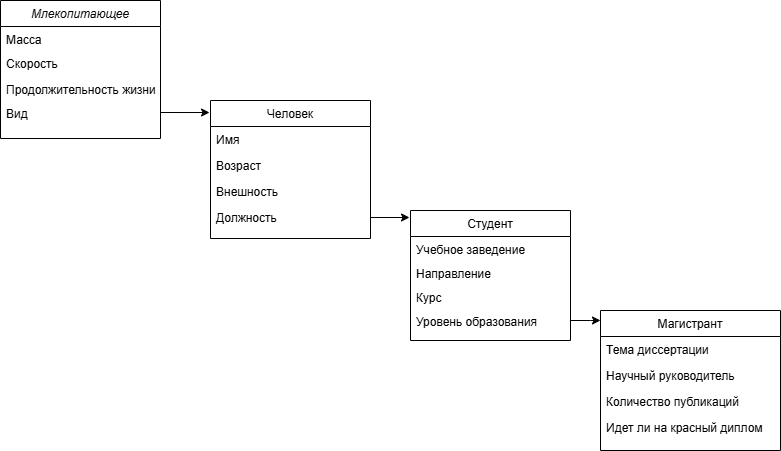 Млекопитающее
Масса
Скорость
Продолжительность жизни
Вид
Человек
Имя
Возраст
Внешность
Должность
Студент
Учебное заведение
Направление
Курс
Уровень образования
Магистрант
Тема диссертации
Научный руководитель
Количество публикаций
Идет ли на красный диплом